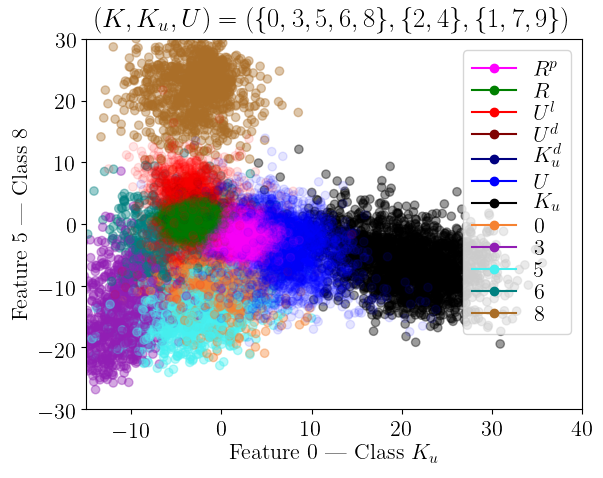 (K, K_u, U) = ({0, 3, 5, 6, 8}, {2, 4}, {1, 7, 9})
30
20
10
0
−10
−20
−30
Feature 5 — Class 8
R^p
R
U^l
U^d
K_u^d
U
K_u
0
3
5
6
8
−10
0
10
20
30
40
Feature 0 — Class K_u